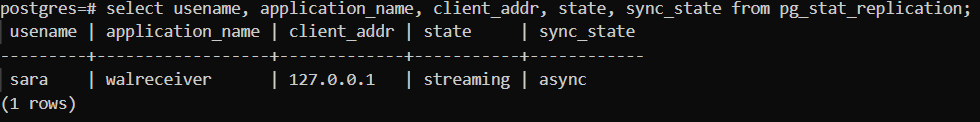 postgres=# select usename, application_name, client_addr, state, sync_state from pg_stat_replication;
 usename | application_name | client_addr | state     | sync_state
---------+------------------+-------------+-----------+------------
 sara    | walreceiver      | 127.0.0.1   | streaming | async
(1 rows)